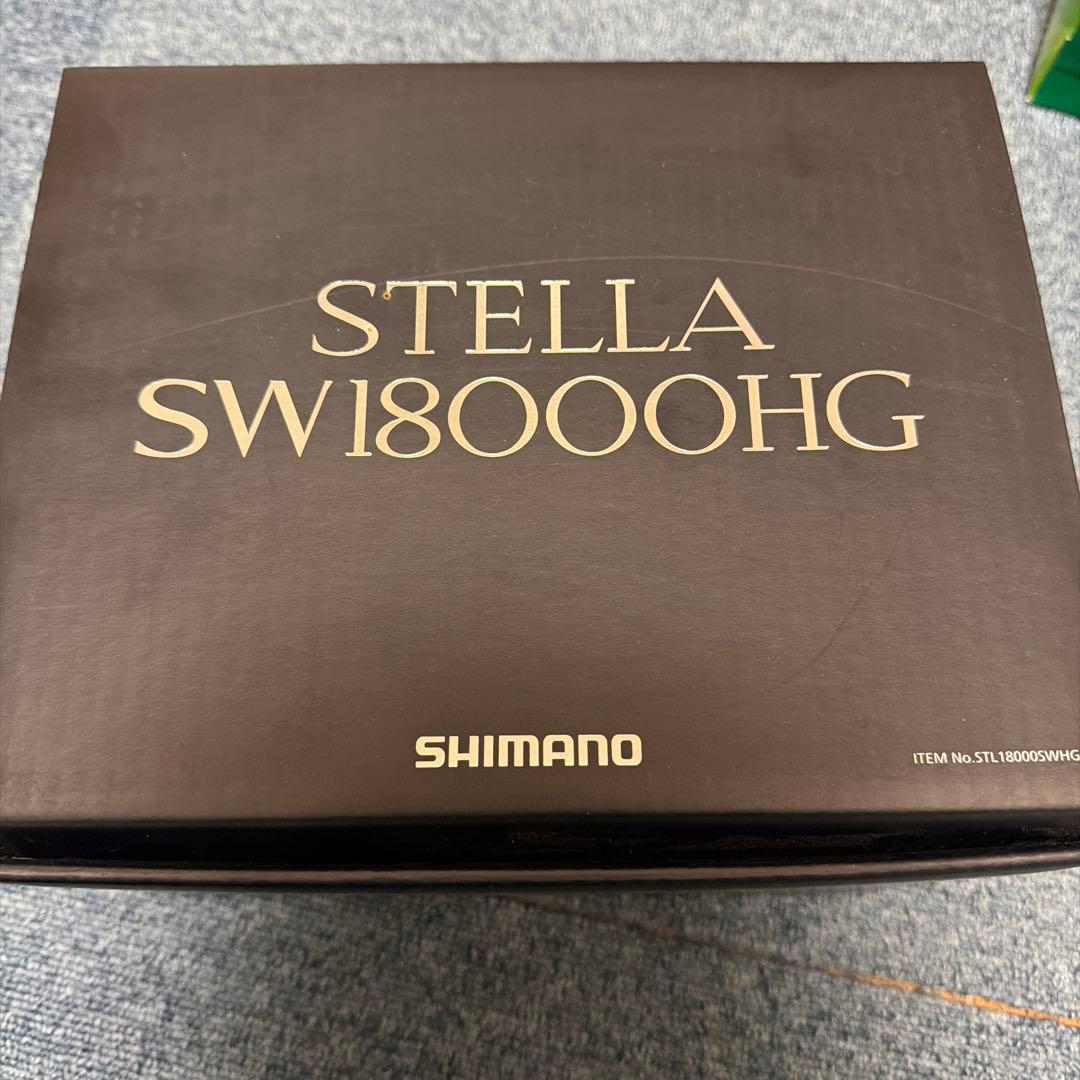 STELLA
SW18000HG
SHIMANO
ITEM No.STL18000SWHG